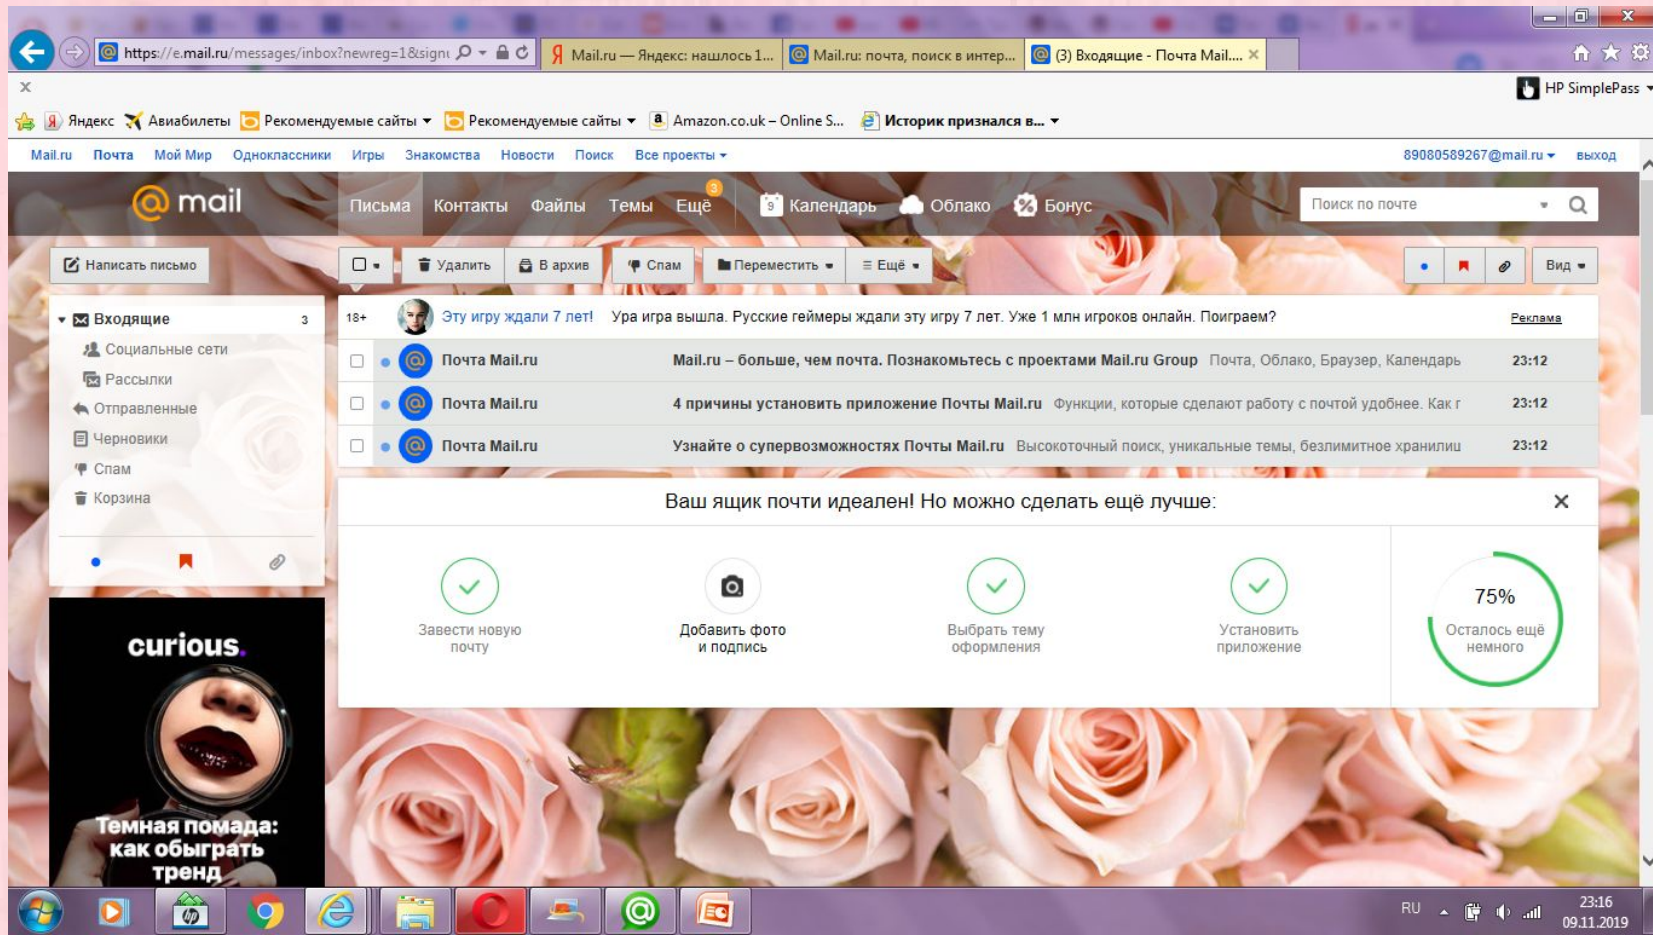 https://e.mail.ru/messages/inbox?newreg=1&signu
Mail.ru — Яндекс: нашлось 1...
Mail.ru: почта, поиск в интер...
(3) Входящие - Почта Mail....
HP SimplePass
Яндекс Авиабилеты Рекомендуемые сайты Рекомендуемые сайты Amazon.co.uk – Online S... Историк признался в...
Mail.ru Почта Мой Мир Одноклассники Игры Знакомства Новости Поиск Все проекты 89080589267@mail.ru выход
@mail Письма Контакты Файлы Темы Ещё 3 9 Календарь Облако Бонус Поиск по почте
Написать письмо Удалить В архив Спам Переместить Ещё Вид
Входящие 3
Социальные сети
Рассылки
Отправленные
Черновики
Спам
Корзина
18+ Эту игру ждали 7 лет! Ура игра вышла. Русские геймеры ждали эту игру 7 лет. Уже 1 млн игроков онлайн. Поиграем? Реклама
Почта Mail.ru Mail.ru – больше, чем почта. Познакомьтесь с проектами Mail.ru Group Почта, Облако, Браузер, Календарь 23:12
Почта Mail.ru 4 причины установить приложение Почты Mail.ru Функции, которые сделают работу с почтой удобнее. Как г 23:12
Почта Mail.ru Узнайте о супервозможностях Почты Mail.ru Высокоточный поиск, уникальные темы, безлимитное хранилищ 23:12
Ваш ящик почти идеален! Но можно сделать ещё лучше:
Завести новую
почту
Добавить фото
и подпись
Выбрать тему
оформления
Установить
приложение
75%
Осталось ещё
немного
curious.
Темная помада:
как обыграть
тренд
hp
RU
23:16
09.11.2019